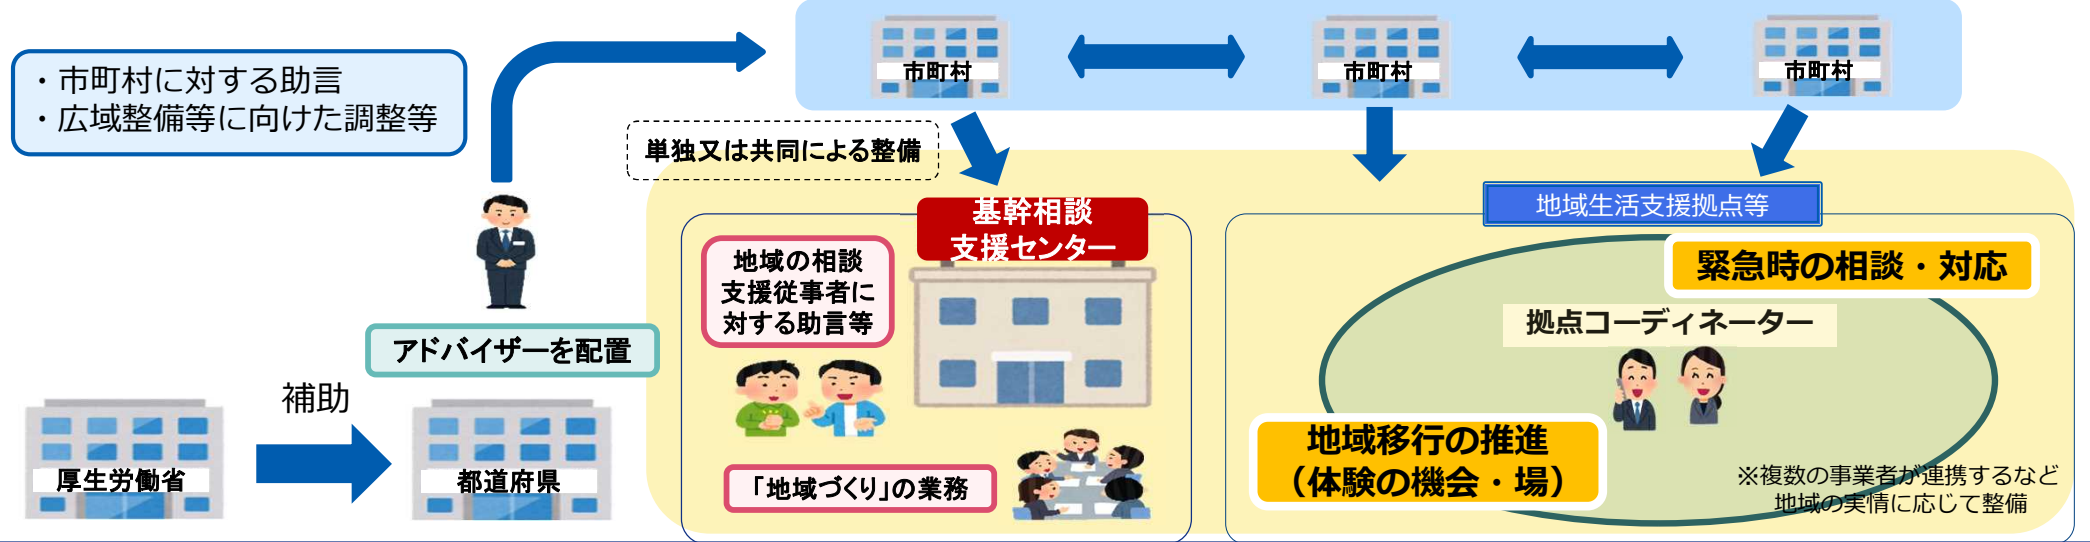 ・市町村に対する助言
・広域整備等に向けた調整等
市町村
市町村
市町村
単独又は共同による整備
アドバイザーを配置
補助
厚生労働省
都道府県
基幹相談
支援センター
地域の相談
支援従事者に
対する助言等
「地域づくり」の業務
地域生活支援拠点等
緊急時の相談・対応
拠点コーディネーター
地域移行の推進
（体験の機会・場）
※複数の事業者が連携するなど
地域の実情に応じて整備